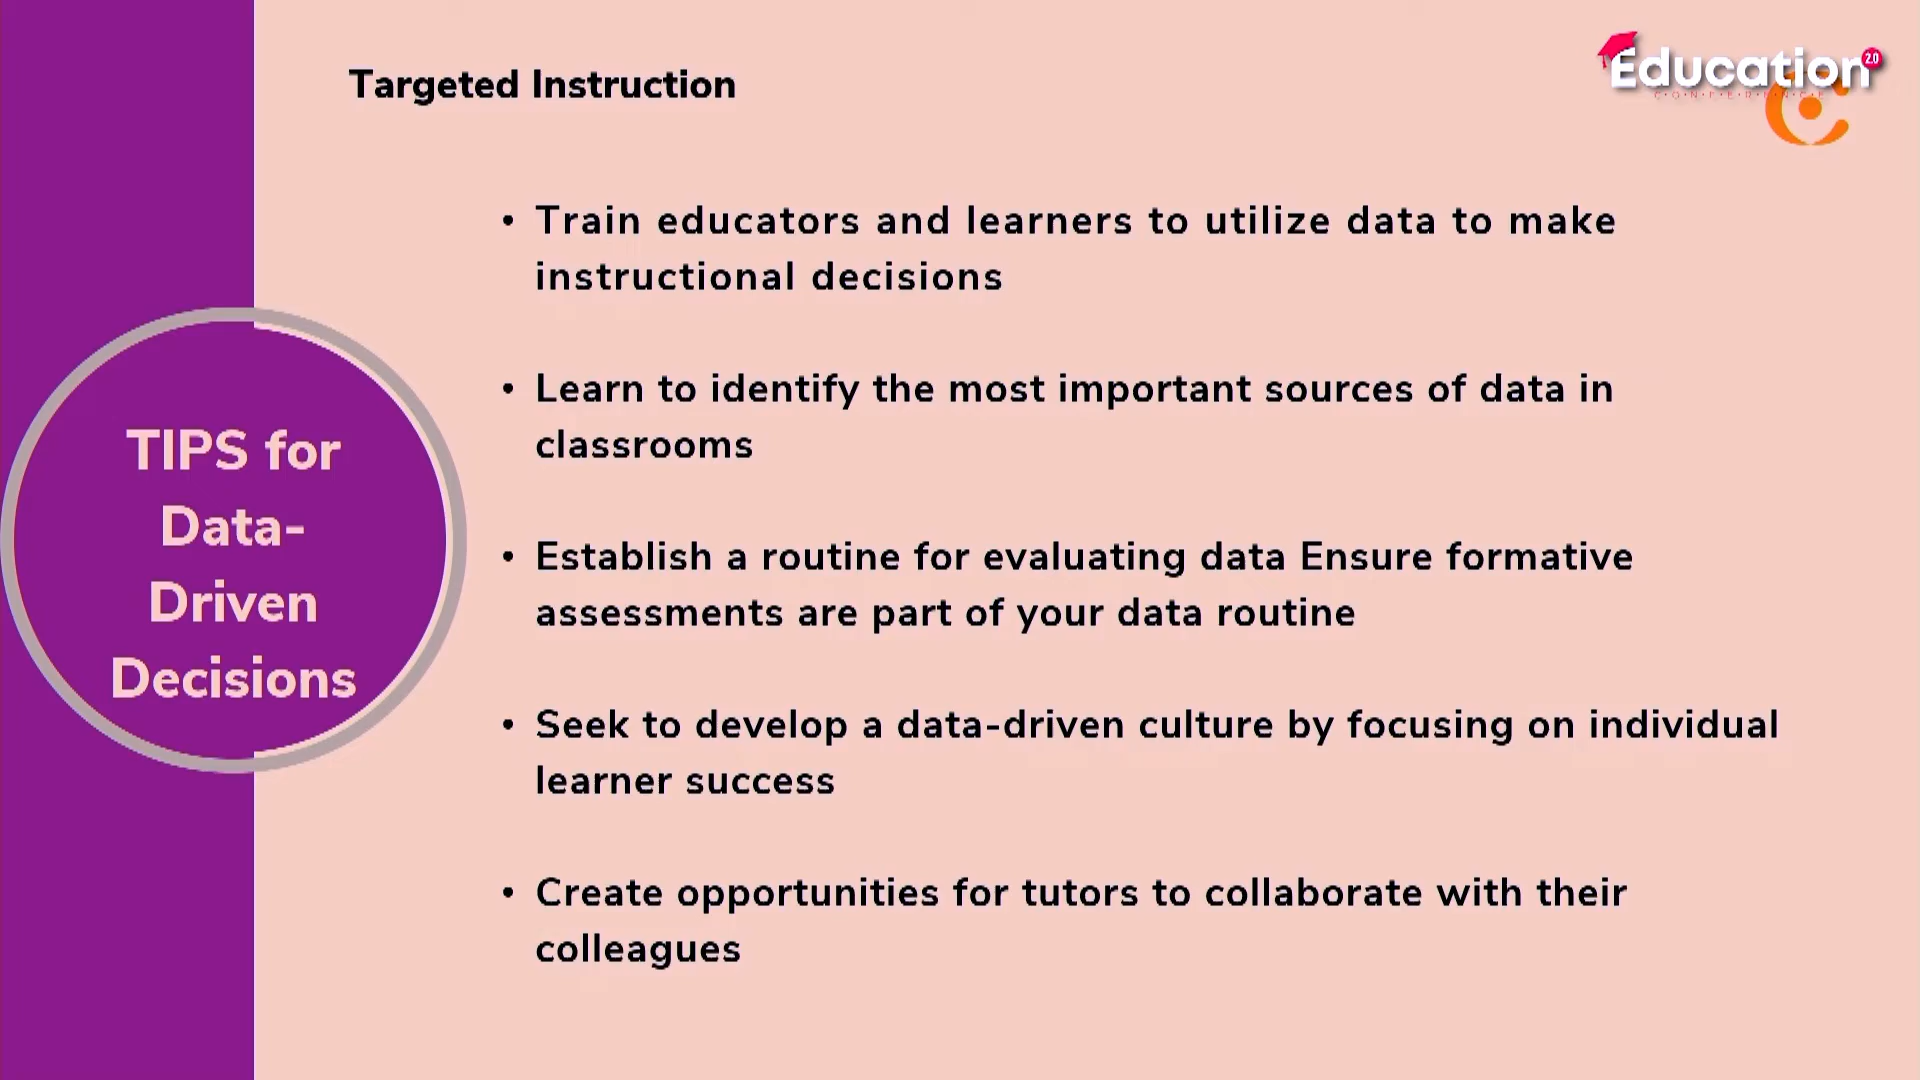 Targeted Instruction
Education 2.0
C·O·N·F·E·R·E·N·C·E
TIPS for
Data-
Driven
Decisions
• Train educators and learners to utilize data to make
instructional decisions
• Learn to identify the most important sources of data in
classrooms
• Establish a routine for evaluating data Ensure formative
assessments are part of your data routine
• Seek to develop a data-driven culture by focusing on individual
learner success
• Create opportunities for tutors to collaborate with their
colleagues